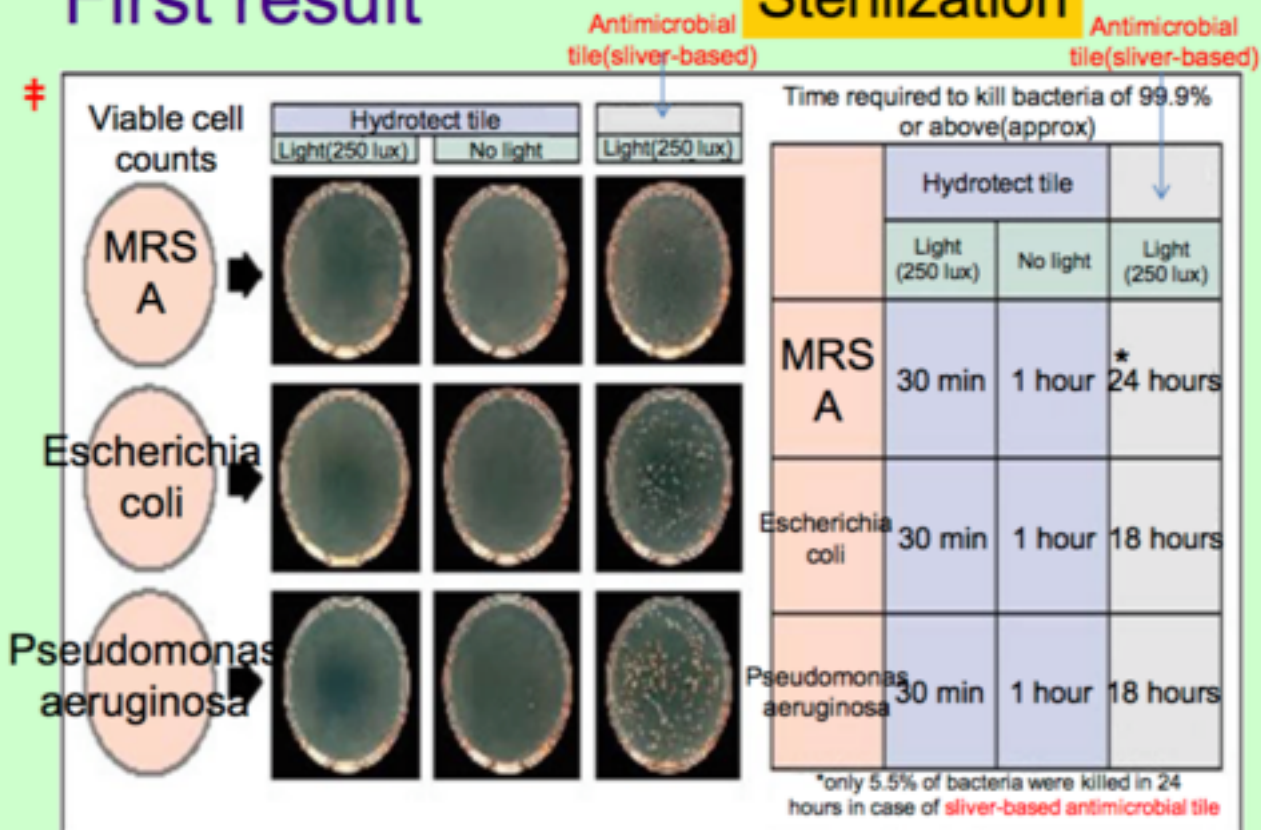 First result
Sterilization
Antimicrobial
tile(sliver-based)
Antimicrobial
tile(sliver-based)
‡
Viable cell
counts
Hydrotect tile
Light(250 lux)
No light
Light(250 lux)
MRS
A
Escherichia
coli
Pseudomonas
aeruginosa
Time required to kill bacteria of 99.9%
or above(approx)
Hydrotect tile
Light
(250 lux)
No light
Light
(250 lux)
MRS
A
30 min
1 hour
*
24 hours
Escherichia
coli
30 min
1 hour
18 hours
Pseudomonas
aeruginosa
30 min
1 hour
18 hours
*only 5.5% of bacteria were killed in 24
hours in case of sliver-based antimicrobial tile